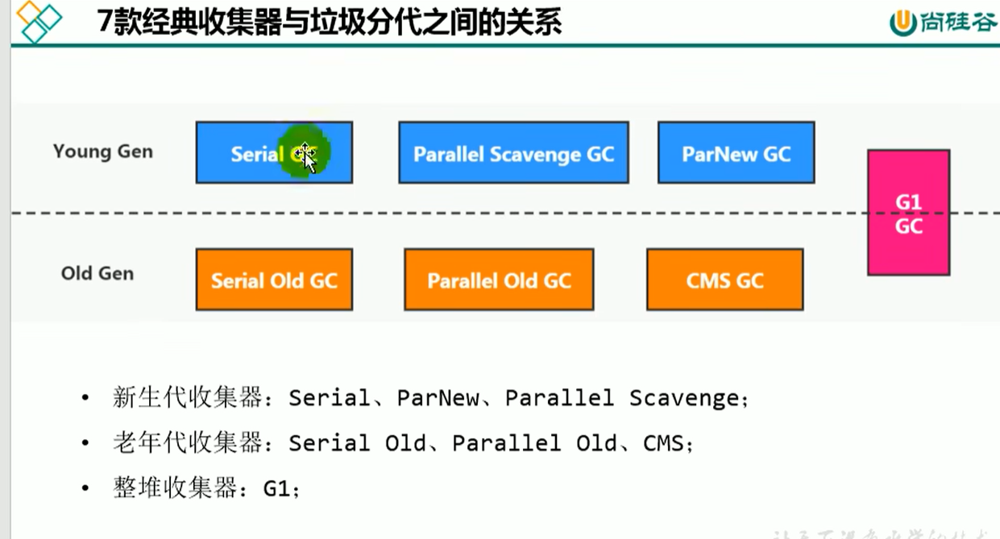 7款经典收集器与垃圾分代之间的关系
尚硅谷
Young Gen
Serial GC
Parallel Scavenge GC
ParNew GC
G1
GC
Old Gen
Serial Old GC
Parallel Old GC
CMS GC
• 新生代收集器：Serial、ParNew、Parallel Scavenge；
• 老年代收集器：Serial Old、Parallel Old、CMS；
• 整堆收集器：G1；